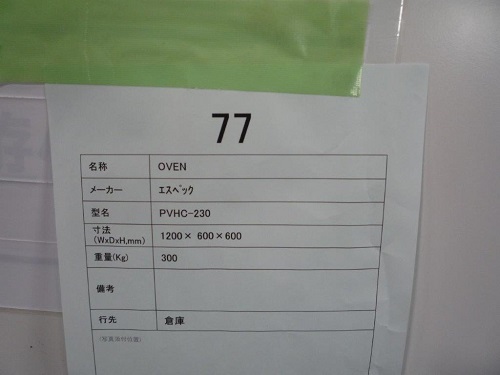 77
名称 OVEN
メーカー ｴｽﾍﾟｯｸ
型名 PVHC-230
寸法 (WxDxH,mm) 1200× 600×600
重量(Kg) 300
備考
行先 倉庫